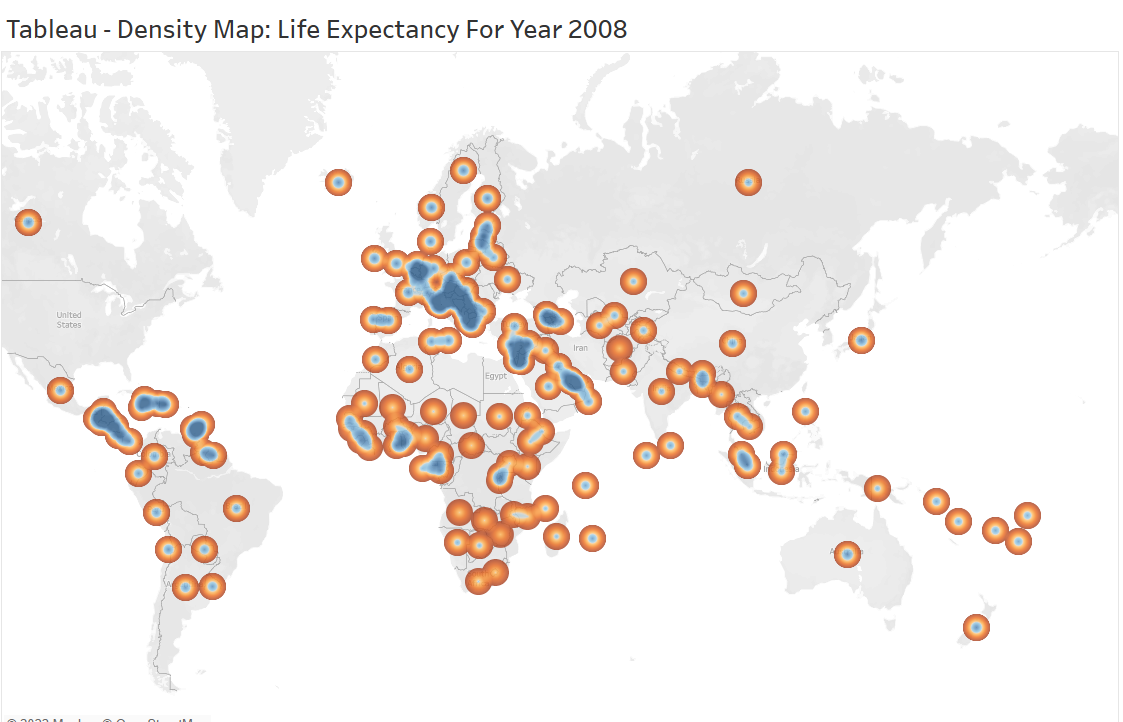 Tableau - Density Map: Life Expectancy For Year 2008
United
States
Iran
Egypt